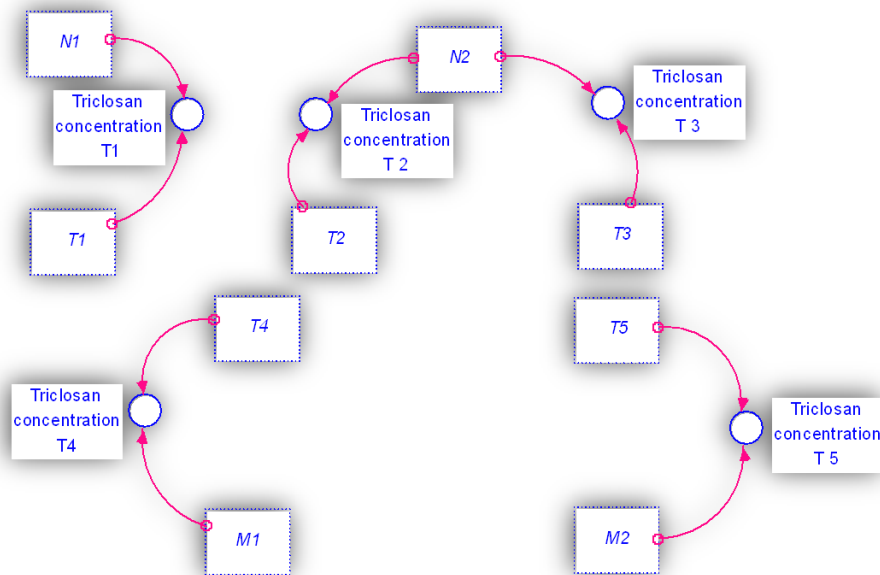 N1
N2
Triclosan
concentration
T1
Triclosan
concentration
T 2
Triclosan
concentration
T 3
T1
T2
T3
T4
T5
Triclosan
concentration
T4
Triclosan
concentration
T 5
M1
M2